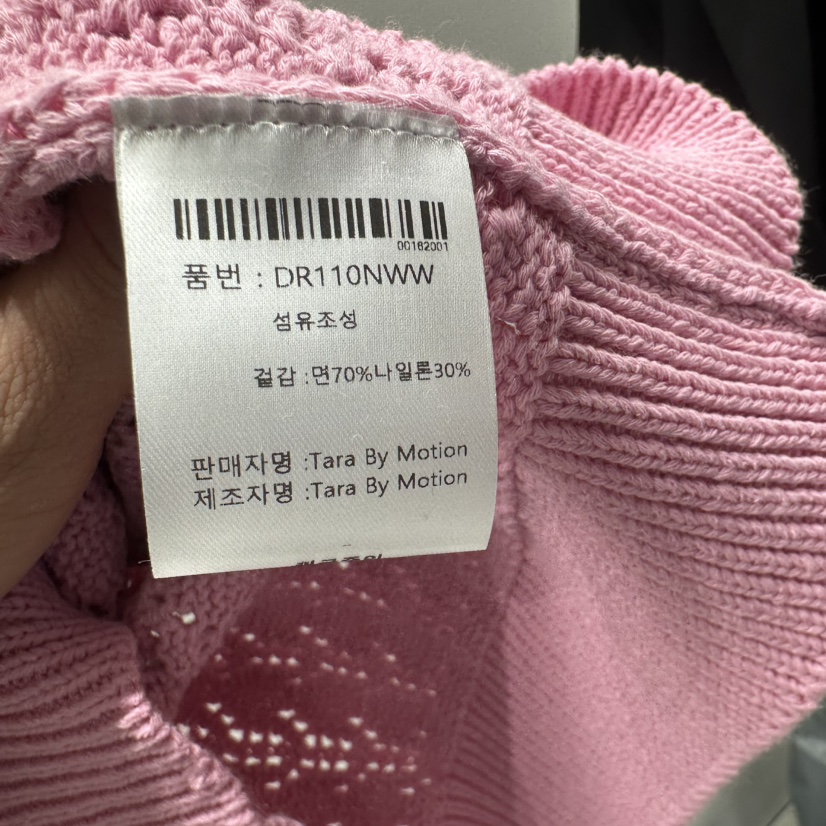 00162001
품번 : DR110NWW
섬유조성
겉감 :면70%나일론30%
판매자명 :Tara By Motion
제조자명 :Tara By Motion